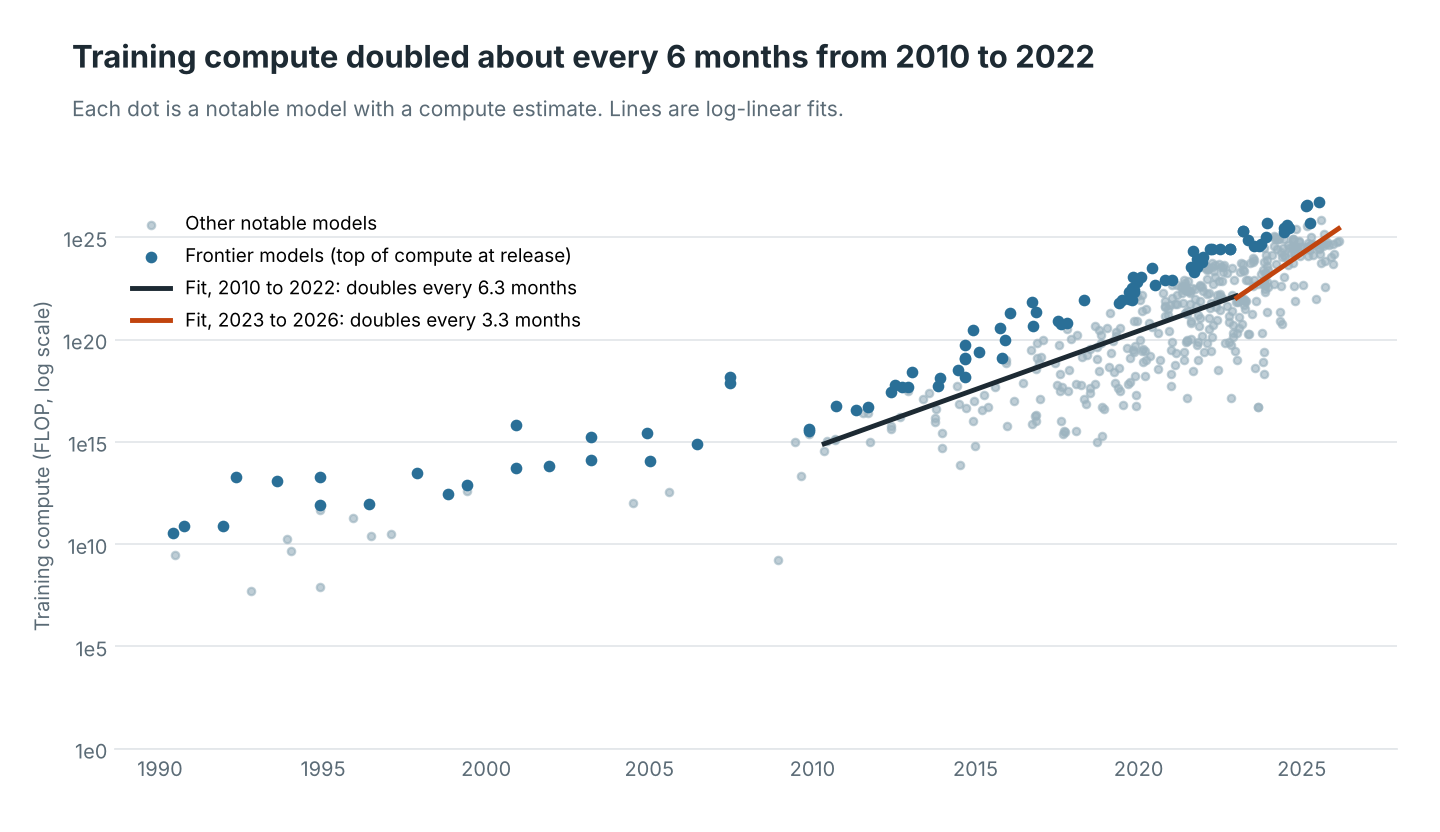 Training compute doubled about every 6 months from 2010 to 2022
Each dot is a notable model with a compute estimate. Lines are log-linear fits.
Other notable models
Frontier models (top of compute at release)
Fit, 2010 to 2022: doubles every 6.3 months
Fit, 2023 to 2026: doubles every 3.3 months
Training compute (FLOP, log scale)
1e25
1e20
1e15
1e10
1e5
1e0
1990 1995 2000 2005 2010 2015 2020 2025